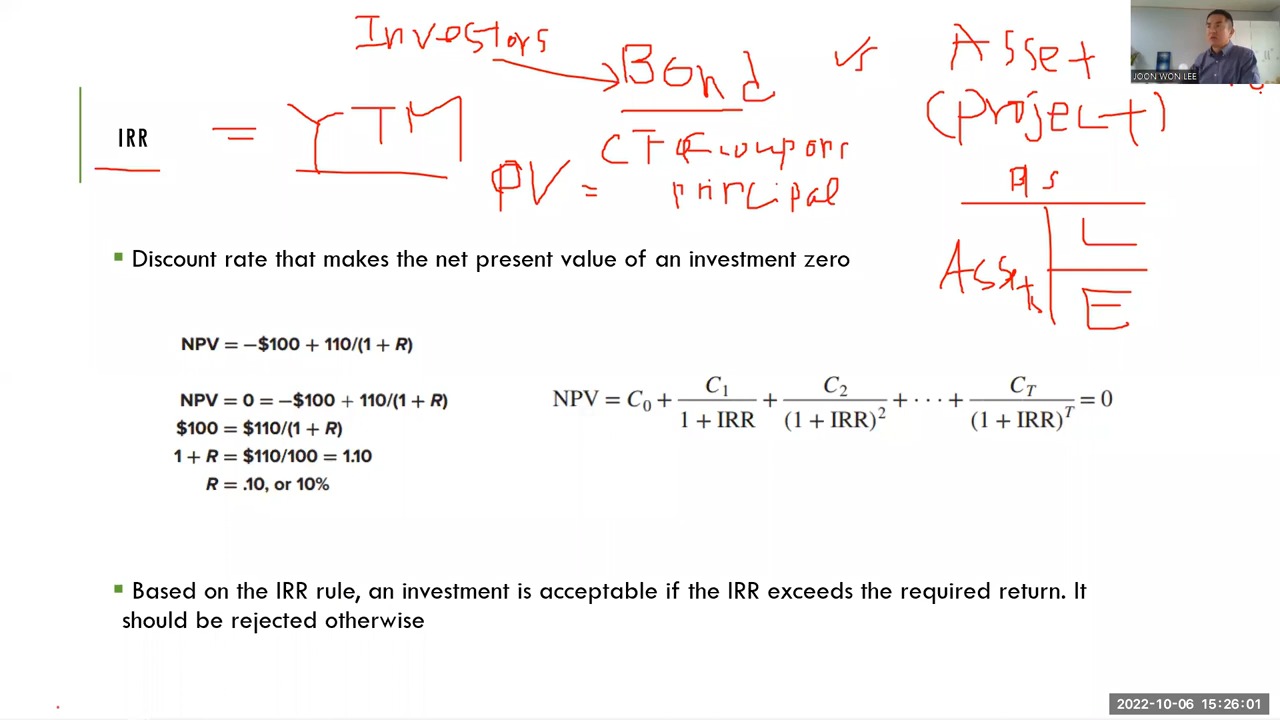 Investors
Bond vs Asset
JOON WON LEE
(Project)
IRR = YTM
CF coupons
PV = principal
BS
Assets L
E
Discount rate that makes the net present value of an investment zero
NPV = −$100 + 110/(1 + R)
NPV = 0 = −$100 + 110/(1 + R)
$100 = $110/(1 + R)
1 + R = $110/100 = 1.10
R = .10, or 10%
NPV = C₀ + C₁/(1 + IRR) + C₂/(1 + IRR)² + · · · + C_T/(1 + IRR)^T = 0
Based on the IRR rule, an investment is acceptable if the IRR exceeds the required return. It
should be rejected otherwise
2022-10-06 15:26:01